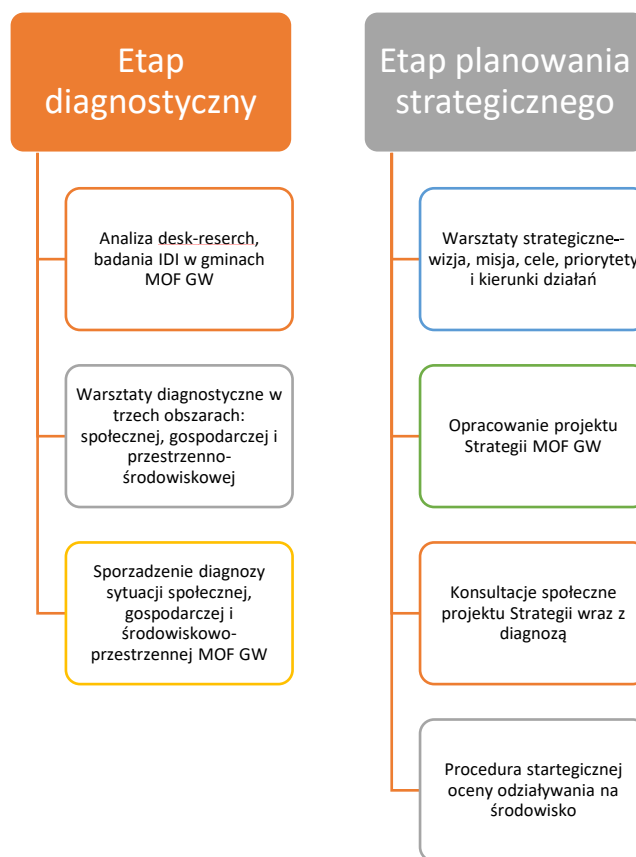 Etap
diagnostyczny
Analiza desk-reserch,
badania IDI w gminach
MOF GW
Warsztaty diagnostyczne w
trzech obszarach:
społecznej, gospodarczej i
przestrzenno-
środowiskowej
Sporzadzenie diagnozy
sytuacji społecznej,
gospodarczej i
środowiskowo-
przestrzennej MOF GW
Etap planowania
strategicznego
Warsztaty strategiczne--
wizja, misja, cele, priorytety
i kierunki działań
Opracowanie projektu
Strategii MOF GW
Konsultacje społeczne
projektu Strategii wraz z
diagnozą
Procedura startegicznej
oceny odziaływania na
środowisko